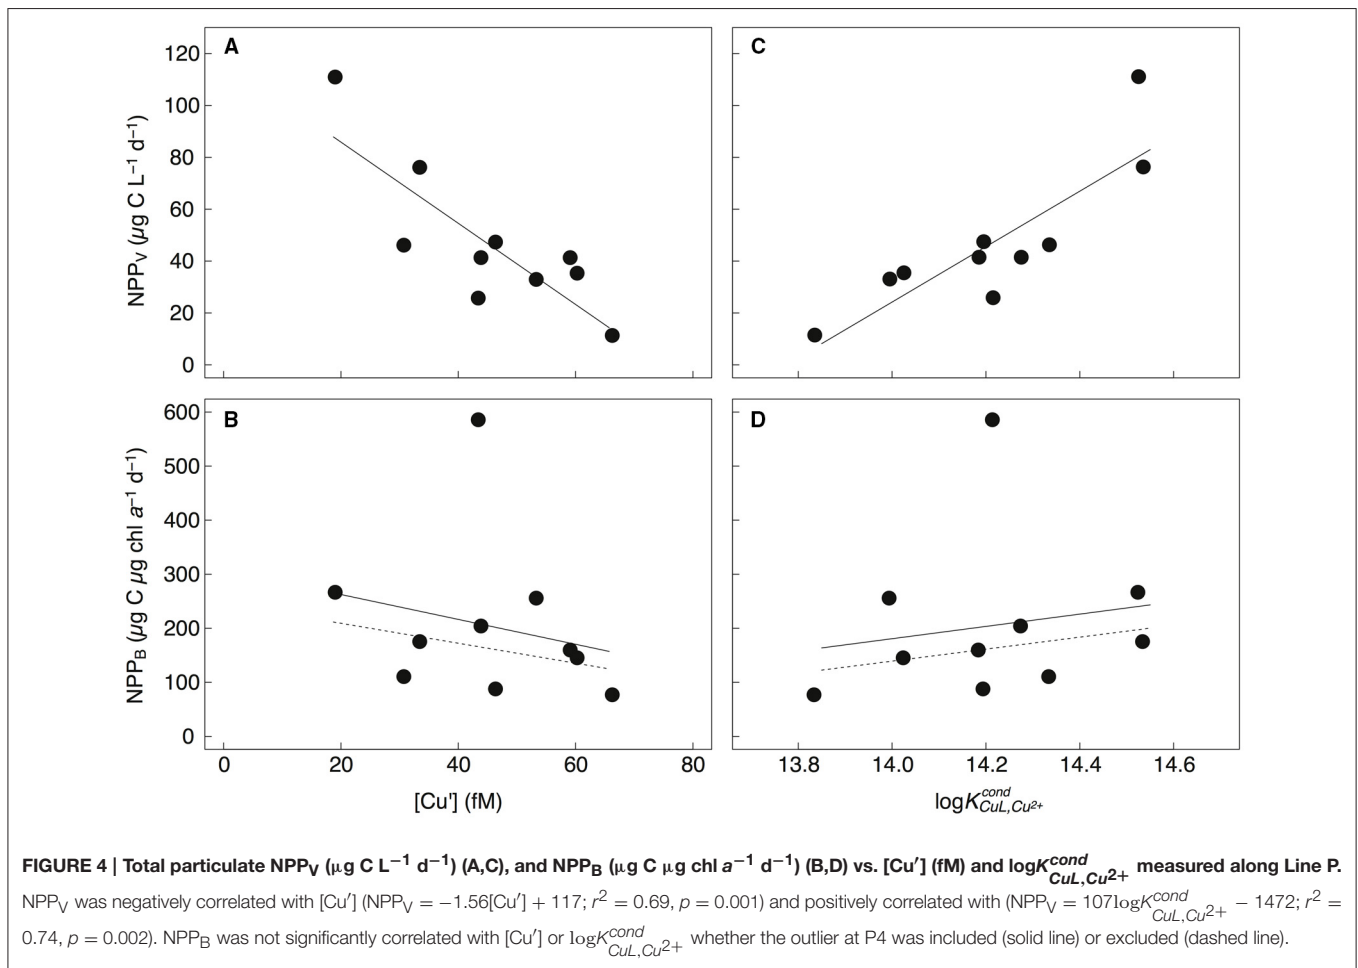 A
120
100
80
60
40
20
0
NPPV (µg C L−1 d−1)
C
B
600
500
400
300
200
100
0
NPPB (µg C µg chl a−1 d−1)
0 20 40 60 80
[Cu'] (fM)
D
13.8 14.0 14.2 14.4 14.6
logK^cond_CuL,Cu2+
FIGURE 4 | Total particulate NPPV (µg C L−1 d−1) (A,C), and NPPB (µg C µg chl a−1 d−1) (B,D) vs. [Cu′] (fM) and logK^cond_CuL,Cu2+ measured along Line P.
NPPV was negatively correlated with [Cu′] (NPPV = −1.56[Cu′] + 117; r2 = 0.69, p = 0.001) and positively correlated with (NPPV = 107logK^cond_CuL,Cu2+ − 1472; r2 =
0.74, p = 0.002). NPPB was not significantly correlated with [Cu′] or logK^cond_CuL,Cu2+ whether the outlier at P4 was included (solid line) or excluded (dashed line).